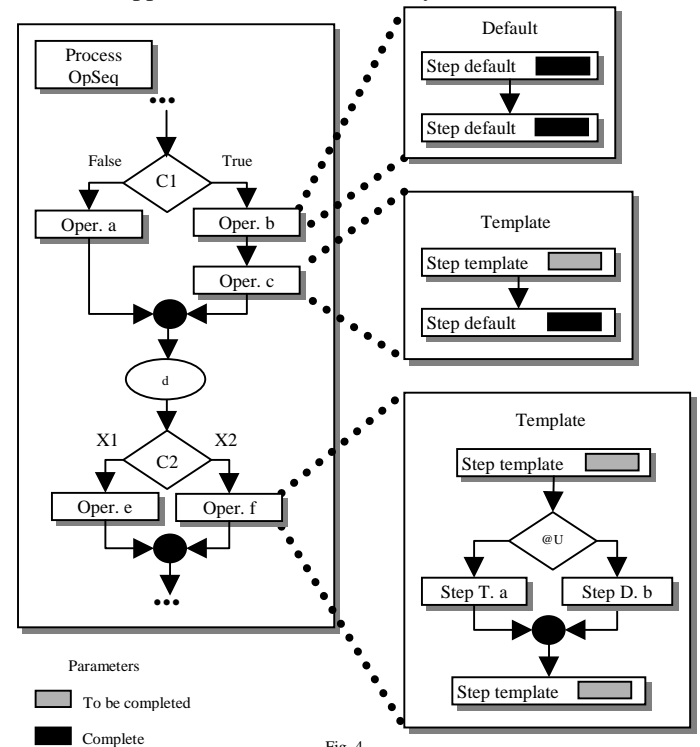 Process
OpSeq
•••
False
True
C1
Oper. a
Oper. b
Oper. c
d
X1
X2
C2
Oper. e
Oper. f
•••
Default
Step default
Step default
Template
Step template
Step default
Template
Step template
@U
Step T. a
Step D. b
Step template
Parameters
To be completed
Complete